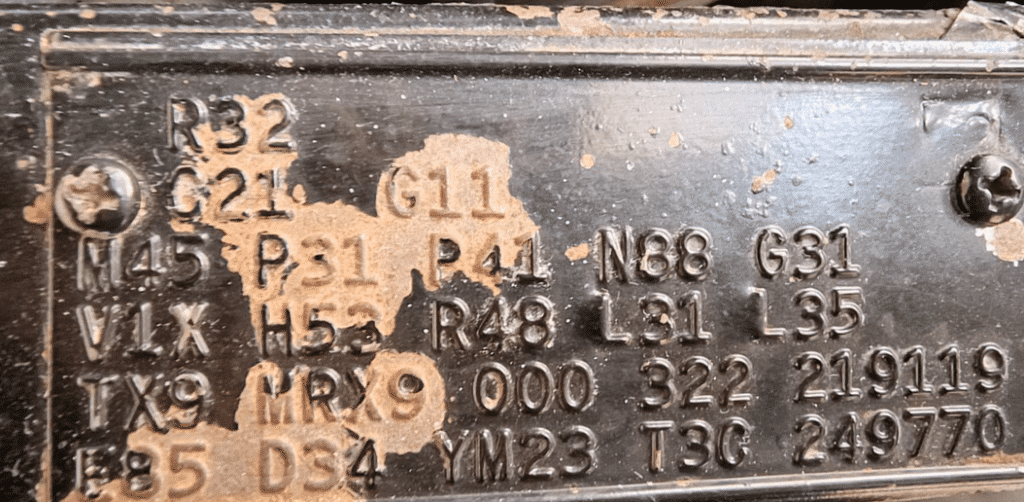 R32
C21 G11
M45 P31 P41 N88 G31
V1X H53 R48 L31 L35
TX9 MRX9 000 322 219119
E85 D34 YM23 T3C 249770